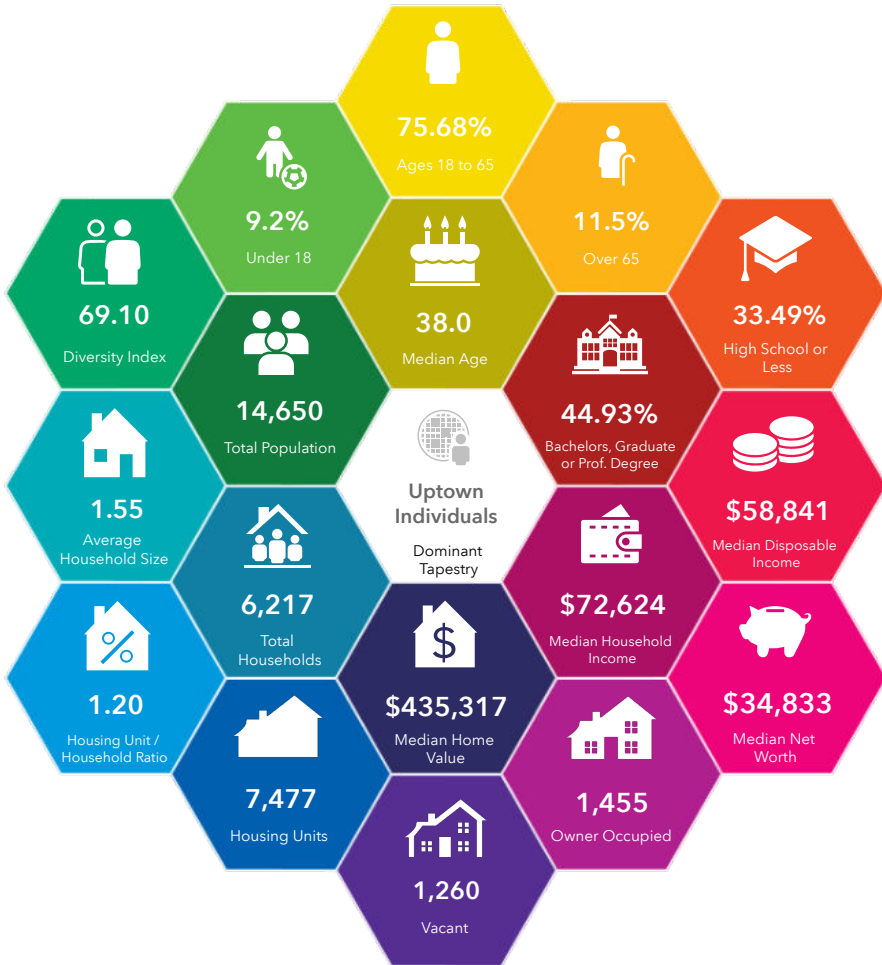 75.68%
Ages 18 to 65
9.2%
Under 18
11.5%
Over 65
69.10
Diversity Index
38.0
Median Age
33.49%
High School or
Less
14,650
Total Population
44.93%
Bachelors, Graduate
or Prof. Degree
1.55
Average
Household Size
Uptown
Individuals
Dominant
Tapestry
$58,841
Median Disposable
Income
6,217
Total
Households
$72,624
Median Household
Income
1.20
Housing Unit /
Household Ratio
$
$435,317
Median Home
Value
$34,833
Median Net
Worth
7,477
Housing Units
1,455
Owner Occupied
1,260
Vacant